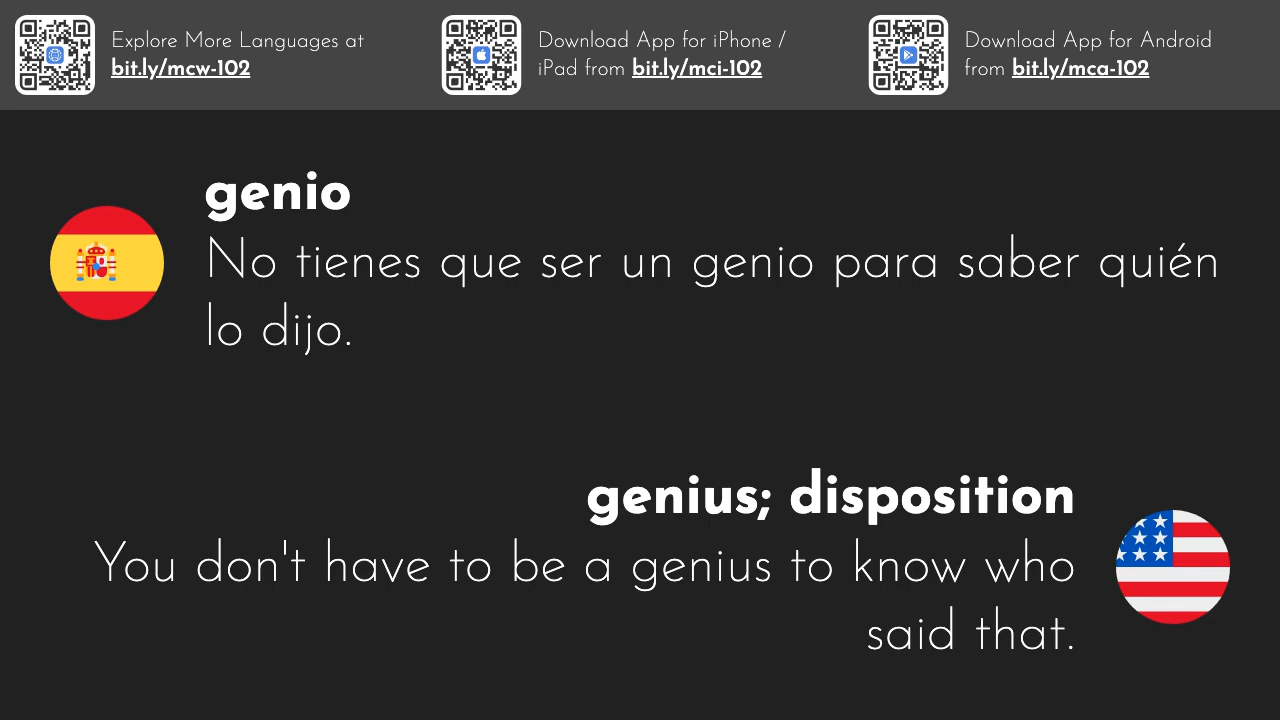 Explore More Languages at
bit.ly/mcw-102
Download App for iPhone /
iPad from bit.ly/mci-102
Download App for Android
from bit.ly/mca-102
genio
No tienes que ser un genio para saber quién
lo dijo.
genius; disposition
You don't have to be a genius to know who
said that.